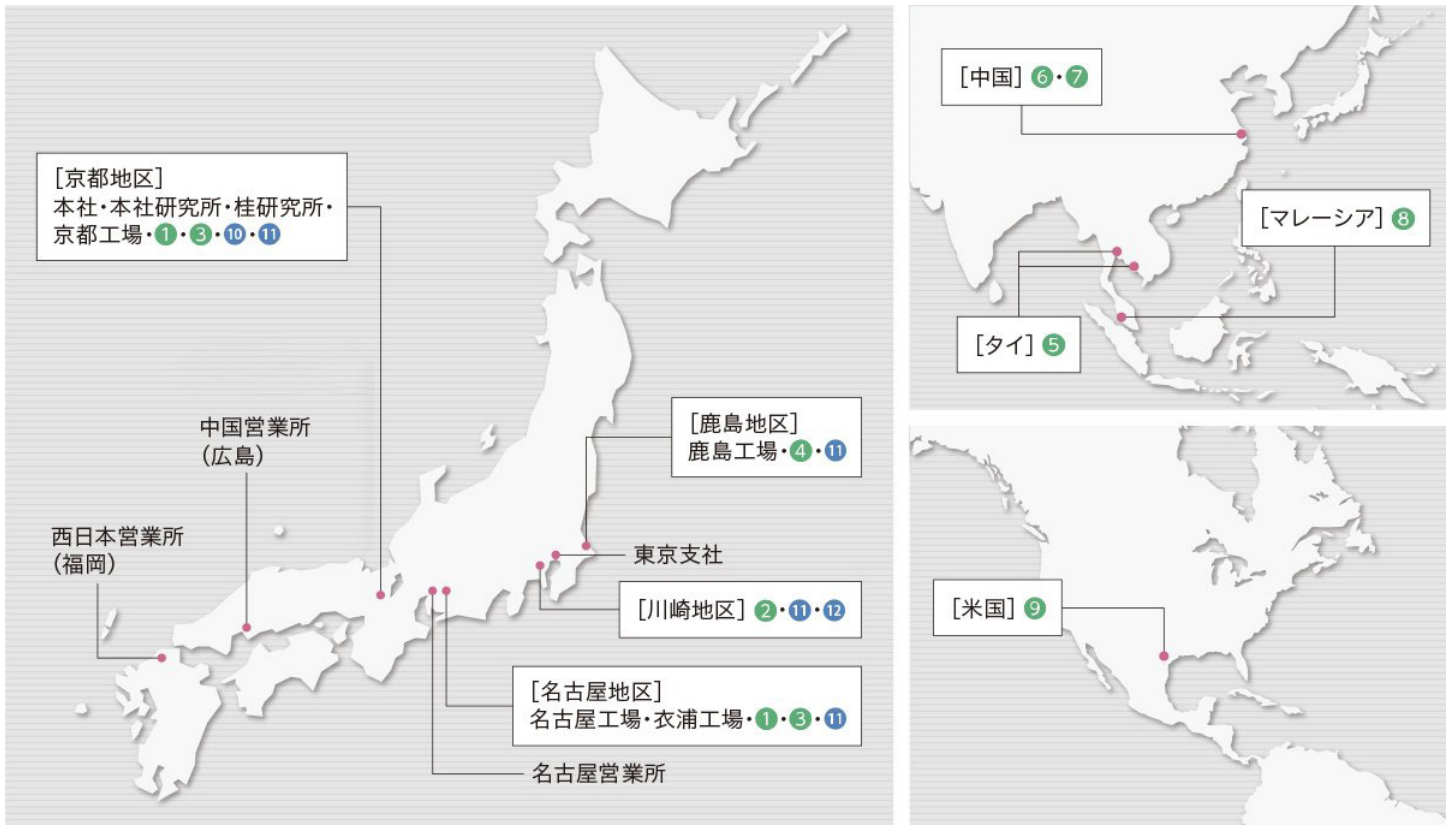 [京都地区]
本社・本社研究所・桂研究所・
京都工場・1・3・10・11
中国営業所
(広島)
西日本営業所
(福岡)
[鹿島地区]
鹿島工場・4・11
東京支社
[川崎地区] 2・11・12
[名古屋地区]
名古屋工場・衣浦工場・1・3・11
名古屋営業所
[中国] 6・7
[マレーシア] 8
[タイ] 5
[米国] 9